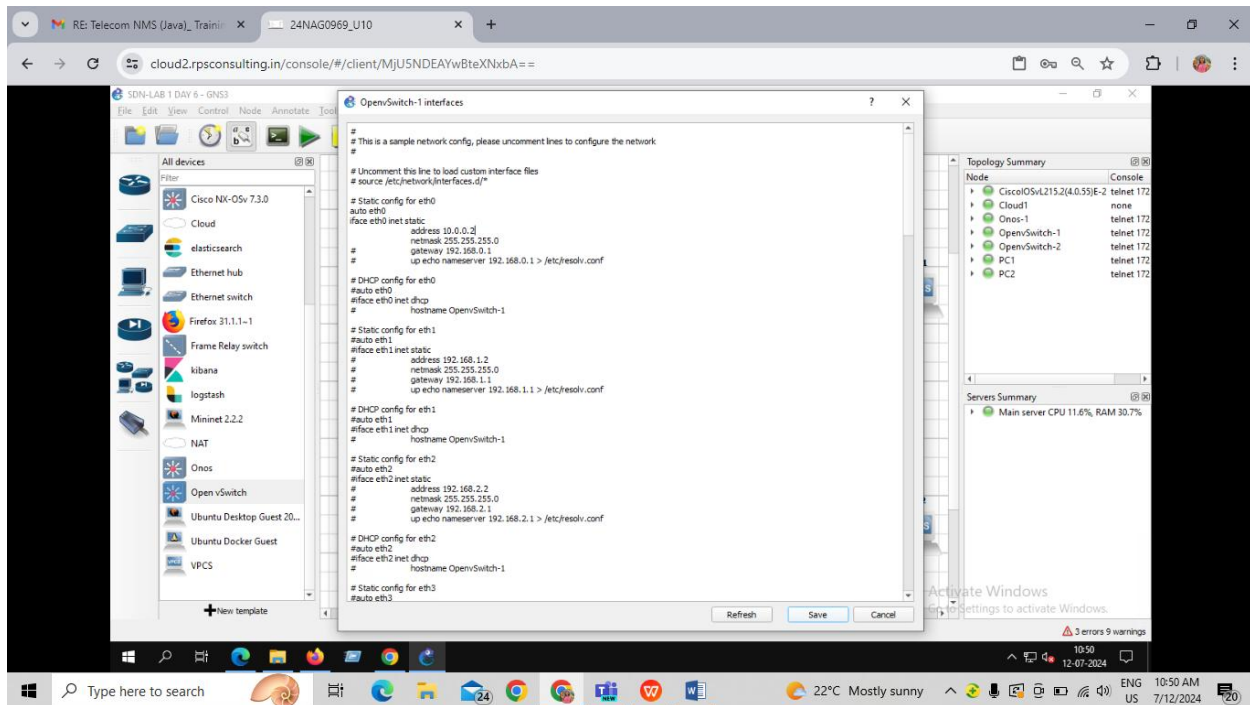 RE: Telecom NMS (Java)_ Trainin
24NAG0969_U10
cloud2.rpsconsulting.in/console/#/client/MjU5NDEAYwBteXNxbA==
SDN-LAB 1 DAY 6 - GNS3
File Edit View Control Node Annotate Tool
All devices
Filter
Cisco NX-OSv 7.3.0
Cloud
elasticsearch
Ethernet hub
Ethernet switch
Firefox 31.1.1~1
Frame Relay switch
kibana
logstash
Mininet 2.2.2
NAT
Onos
Open vSwitch
Ubuntu Desktop Guest 20...
Ubuntu Docker Guest
VPCS
New template
OpenvSwitch-1 interfaces
#
# This is a sample network config, please uncomment lines to configure the network
#
# Uncomment this line to load custom interface files
# source /etc/network/interfaces.d/*
# Static config for eth0
auto eth0
iface eth0 inet static
address 10.0.0.2
netmask 255.255.255.0
# gateway 192.168.0.1
# up echo nameserver 192.168.0.1 > /etc/resolv.conf
# DHCP config for eth0
#auto eth0
#iface eth0 inet dhcp
# hostname OpenvSwitch-1
# Static config for eth1
#auto eth1
#iface eth1 inet static
# address 192.168.1.2
# netmask 255.255.255.0
# gateway 192.168.1.1
# up echo nameserver 192.168.1.1 > /etc/resolv.conf
# DHCP config for eth1
#auto eth1
#iface eth1 inet dhcp
# hostname OpenvSwitch-1
# Static config for eth2
#auto eth2
#iface eth2 inet static
# address 192.168.2.2
# netmask 255.255.255.0
# gateway 192.168.2.1
# up echo nameserver 192.168.2.1 > /etc/resolv.conf
# DHCP config for eth2
#auto eth2
#iface eth2 inet dhcp
# hostname OpenvSwitch-1
# Static config for eth3
#auto eth3
Refresh Save Cancel
Topology Summary
Node Console
CiscoIOSvL215.2(4.0.55)E-2 telnet 172
Cloud1 none
Onos-1 telnet 172
OpenvSwitch-1 telnet 172
OpenvSwitch-2 telnet 172
PC1 telnet 172
PC2 telnet 172
Servers Summary
Main server CPU 11.6%, RAM 30.7%
Activate Windows
Go to Settings to activate Windows.
3 errors 9 warnings
10:50
12-07-2024
Type here to search
24
NEW
22°C Mostly sunny
ENG
US
10:50 AM
7/12/2024
20